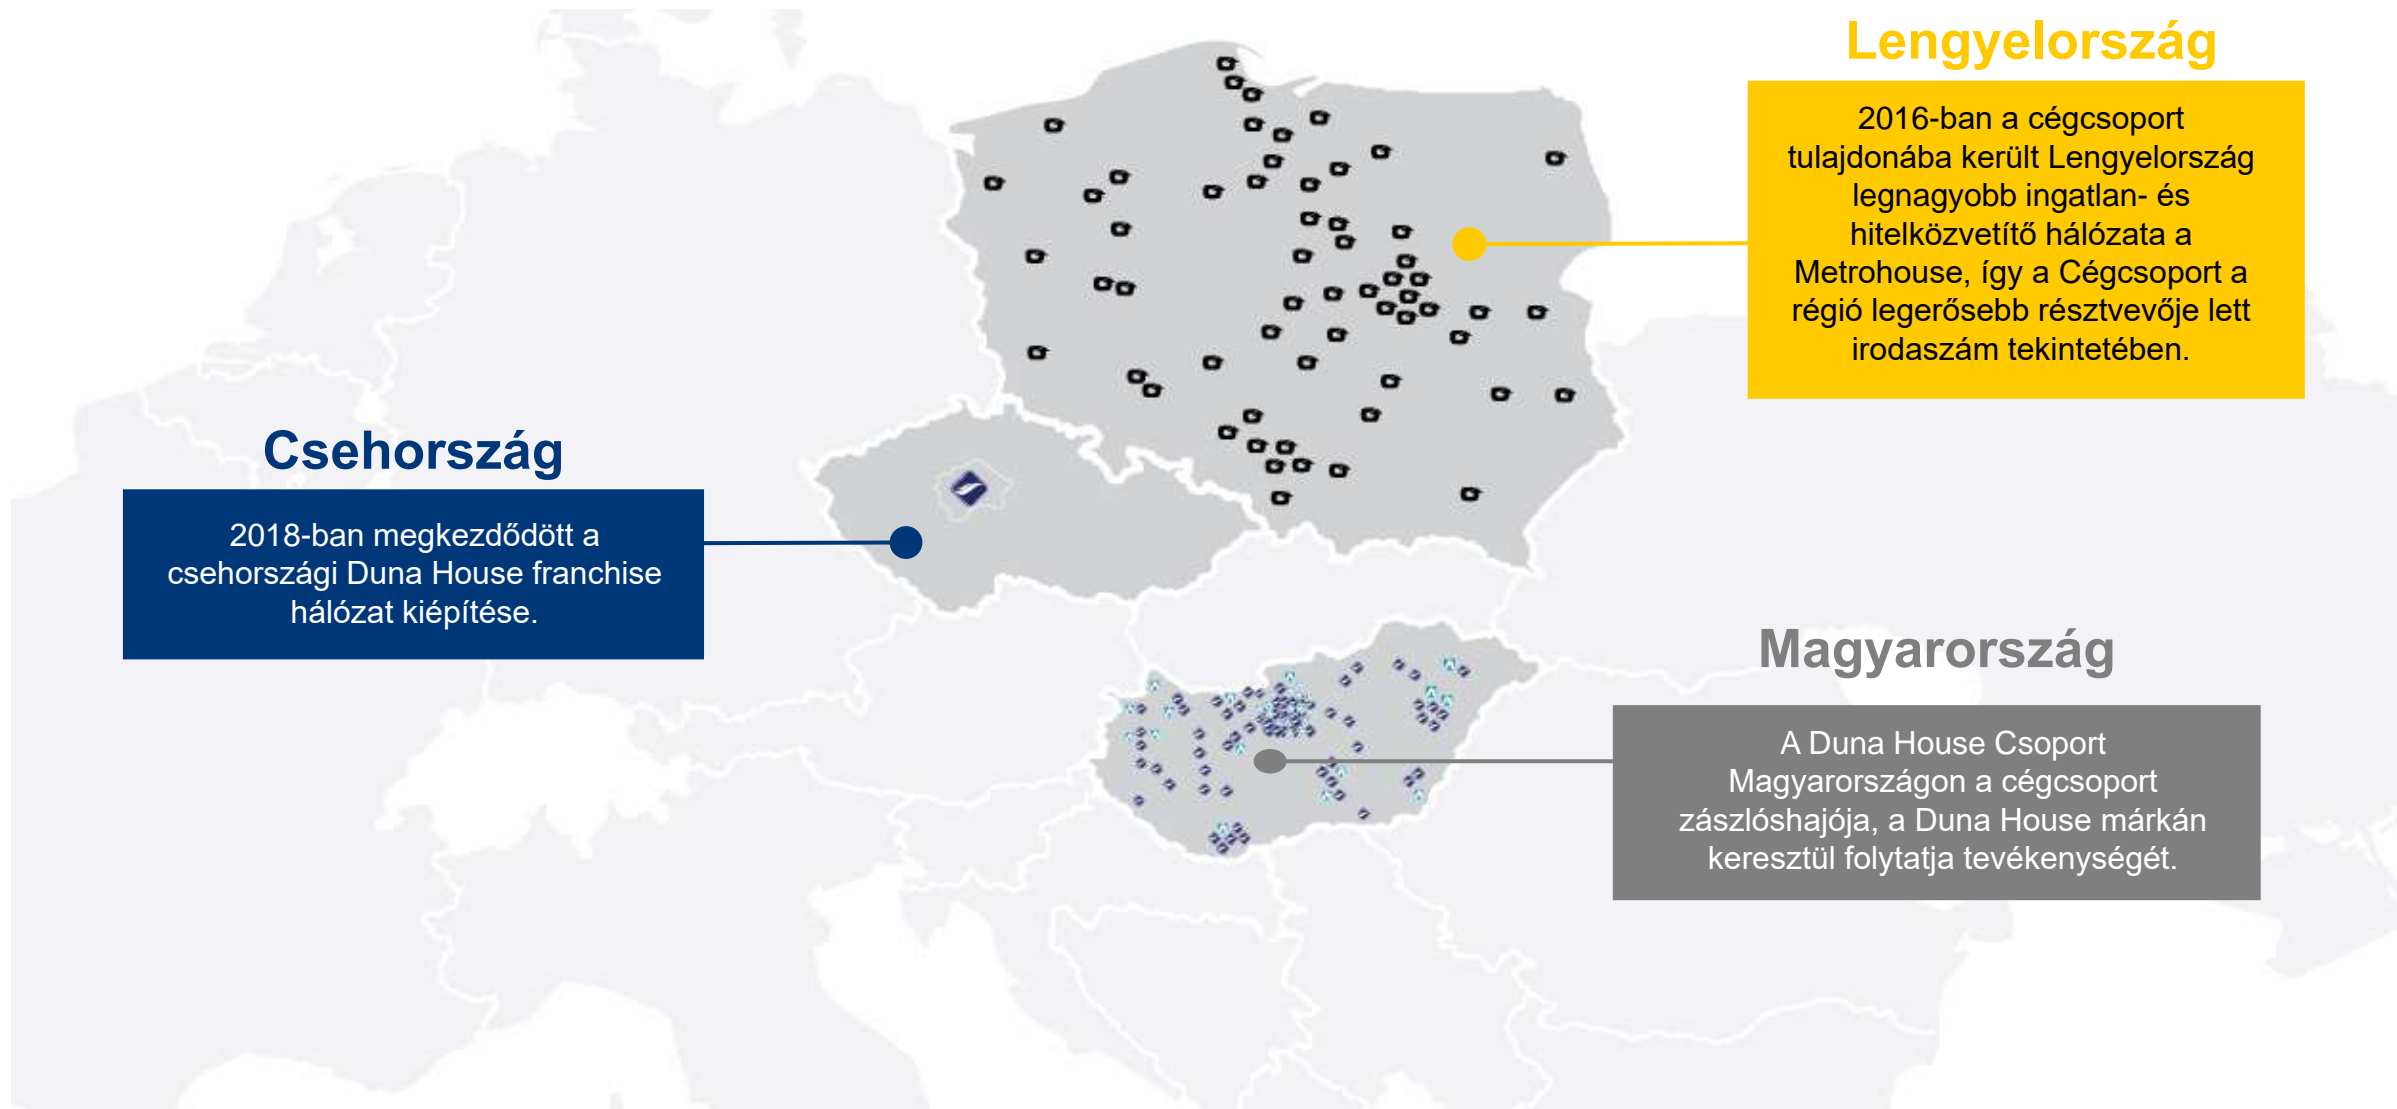 Lengyelország
2016-ban a cégcsoport
tulajdonába került Lengyelország
legnagyobb ingatlan- és
hitelközvetítő hálózata a
Metrohouse, így a Cégcsoport a
régió legerősebb résztvevője lett
irodaszám tekintetében.
Csehország
2018-ban megkezdődött a
csehországi Duna House franchise
hálózat kiépítése.
Magyarország
A Duna House Csoport
Magyarországon a cégcsoport
zászlóshajója, a Duna House márkán
keresztül folytatja tevékenységét.